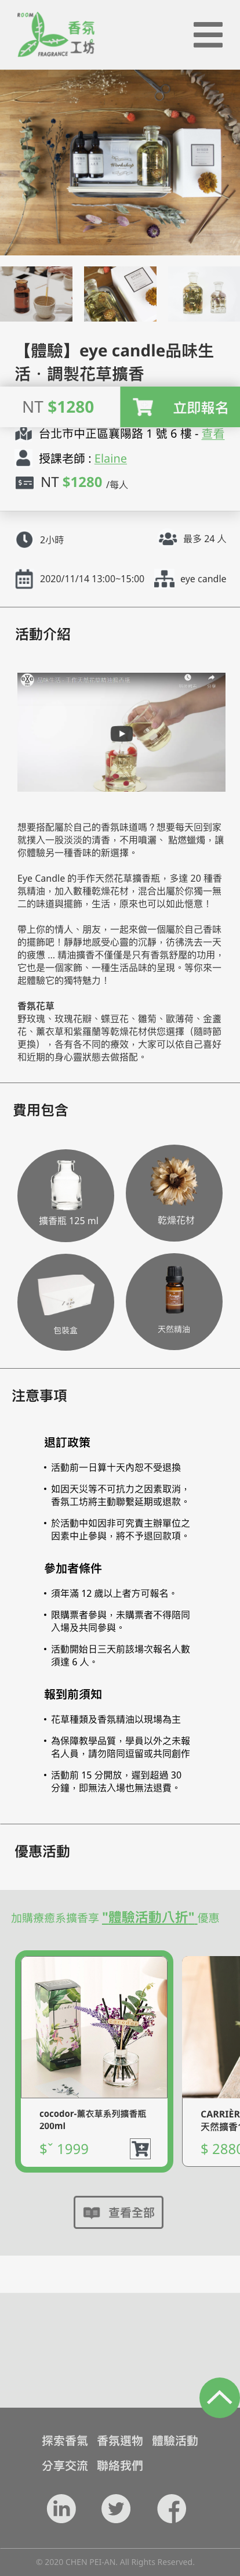 ROOM
香氛
FRAGRANCE 工坊
【體驗】eye candle品味生
活．調製花草擴香
NT $1280
立即報名
台北市中正區襄陽路 1 號 6 樓 - 查看
授課老師 : Elaine
NT $1280 /每人
2小時
最多 24 人
2020/11/14 13:00~15:00
eye candle
活動介紹
想要搭配屬於自己的香氛味道嗎？想要每天回到家
就撲入一股淡淡的清香，不用噴灑、 點燃蠟燭，讓
你體驗另一種香味的新選擇。
Eye Candle 的手作天然花草擴香瓶，多達 20 種香
氛精油，加入數種乾燥花材，混合出屬於你獨一無
二的味道與擺飾，生活，原來也可以如此愜意！
帶上你的情人、朋友，一起來做一個屬於自己香味
的擺飾吧！靜靜地感受心靈的沉靜，彷彿洗去一天
的疲憊 ... 精油擴香不僅僅是只有香氛舒壓的功用，
它也是一個家飾、一種生活品味的呈現。等你來一
起體驗它的獨特魅力！
香氛花草
野玫瑰、玫瑰花瓣、蝶豆花、雛菊、歐薄荷、金盞
花、薰衣草和紫羅蘭等乾燥花材供您選擇（隨時節
更換），各有各不同的療效，大家可以依自己喜好
和近期的身心靈狀態去做搭配。
費用包含
擴香瓶 125 ml
乾燥花材
包裝盒
天然精油
注意事項
退訂政策
• 活動前一日算十天內恕不受退換
• 如因天災等不可抗力之因素取消，
香氛工坊將主動聯繫延期或退款。
• 於活動中如因非可究責主辦單位之
因素中止參與，將不予退回款項。
參加者條件
• 須年滿 12 歲以上者方可報名。
• 限購票者參與，未購票者不得陪同
入場及共同參與。
• 活動開始日三天前該場次報名人數
須達 6 人。
報到前須知
• 花草種類及香氛精油以現場為主
• 為保障教學品質，學員以外之未報
名人員，請勿陪同逗留或共同創作
• 活動前 15 分開放，遲到超過 30
分鐘，即無法入場也無法退費。
優惠活動
加購療癒系擴香享 "體驗活動八折" 優惠
cocodor-薰衣草系列擴香瓶
200ml
$ˇ 1999
CARRIÈR
天然擴香
$ 2880
查看全部
探索香氣 香氛選物 體驗活動
分享交流 聯絡我們
© 2020 CHEN PEI-AN. All Rights Reserved.